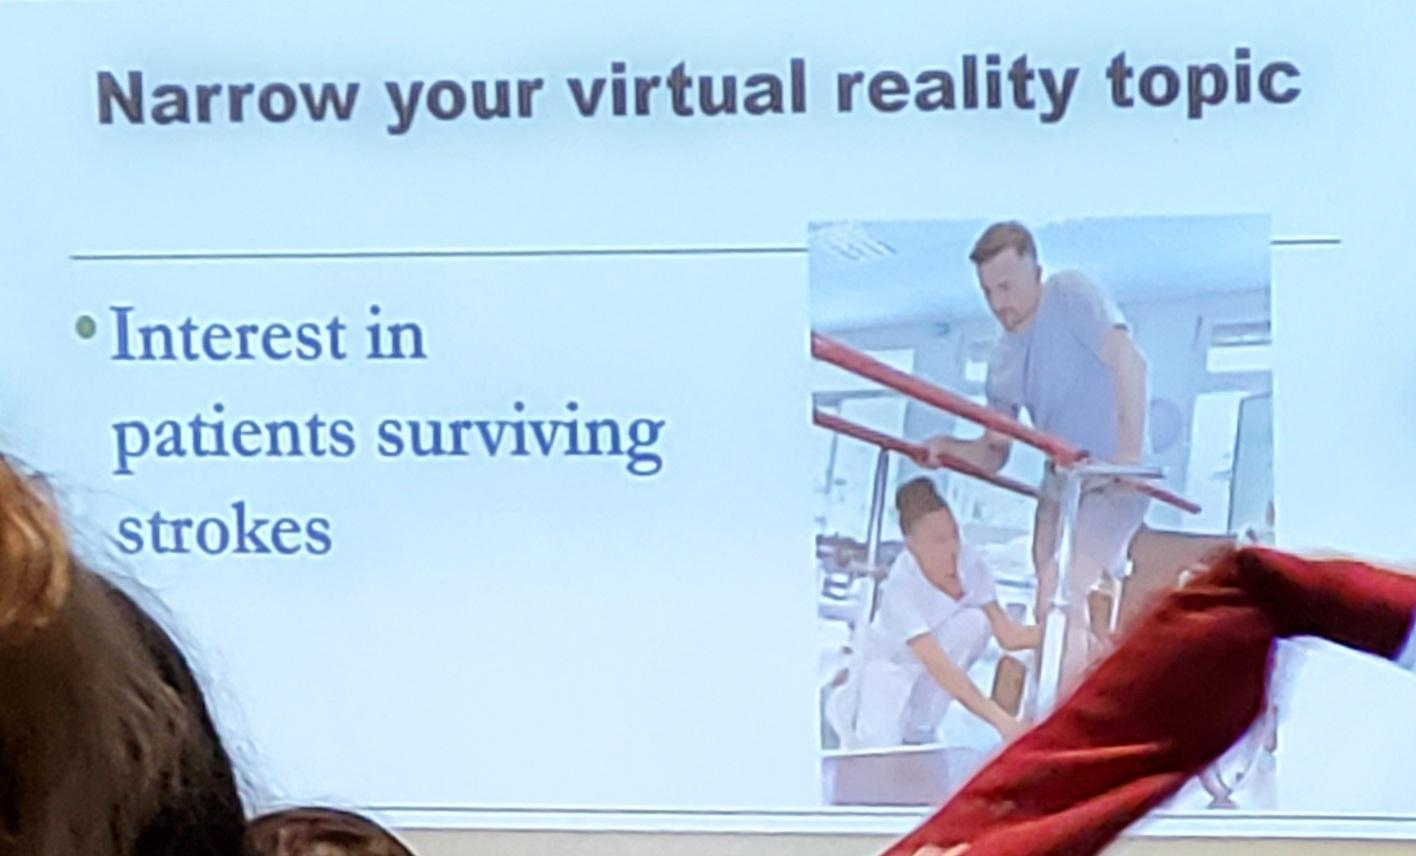 Narrow your virtual reality topic
• Interest in
patients surviving
strokes